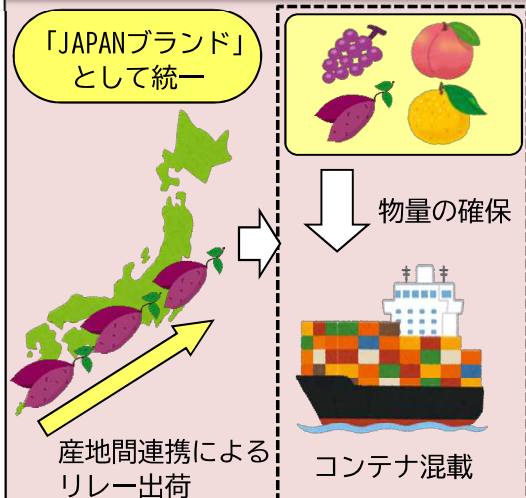 「JAPANブランド」
として統一
物量の確保
産地間連携による
リレー出荷
コンテナ混載